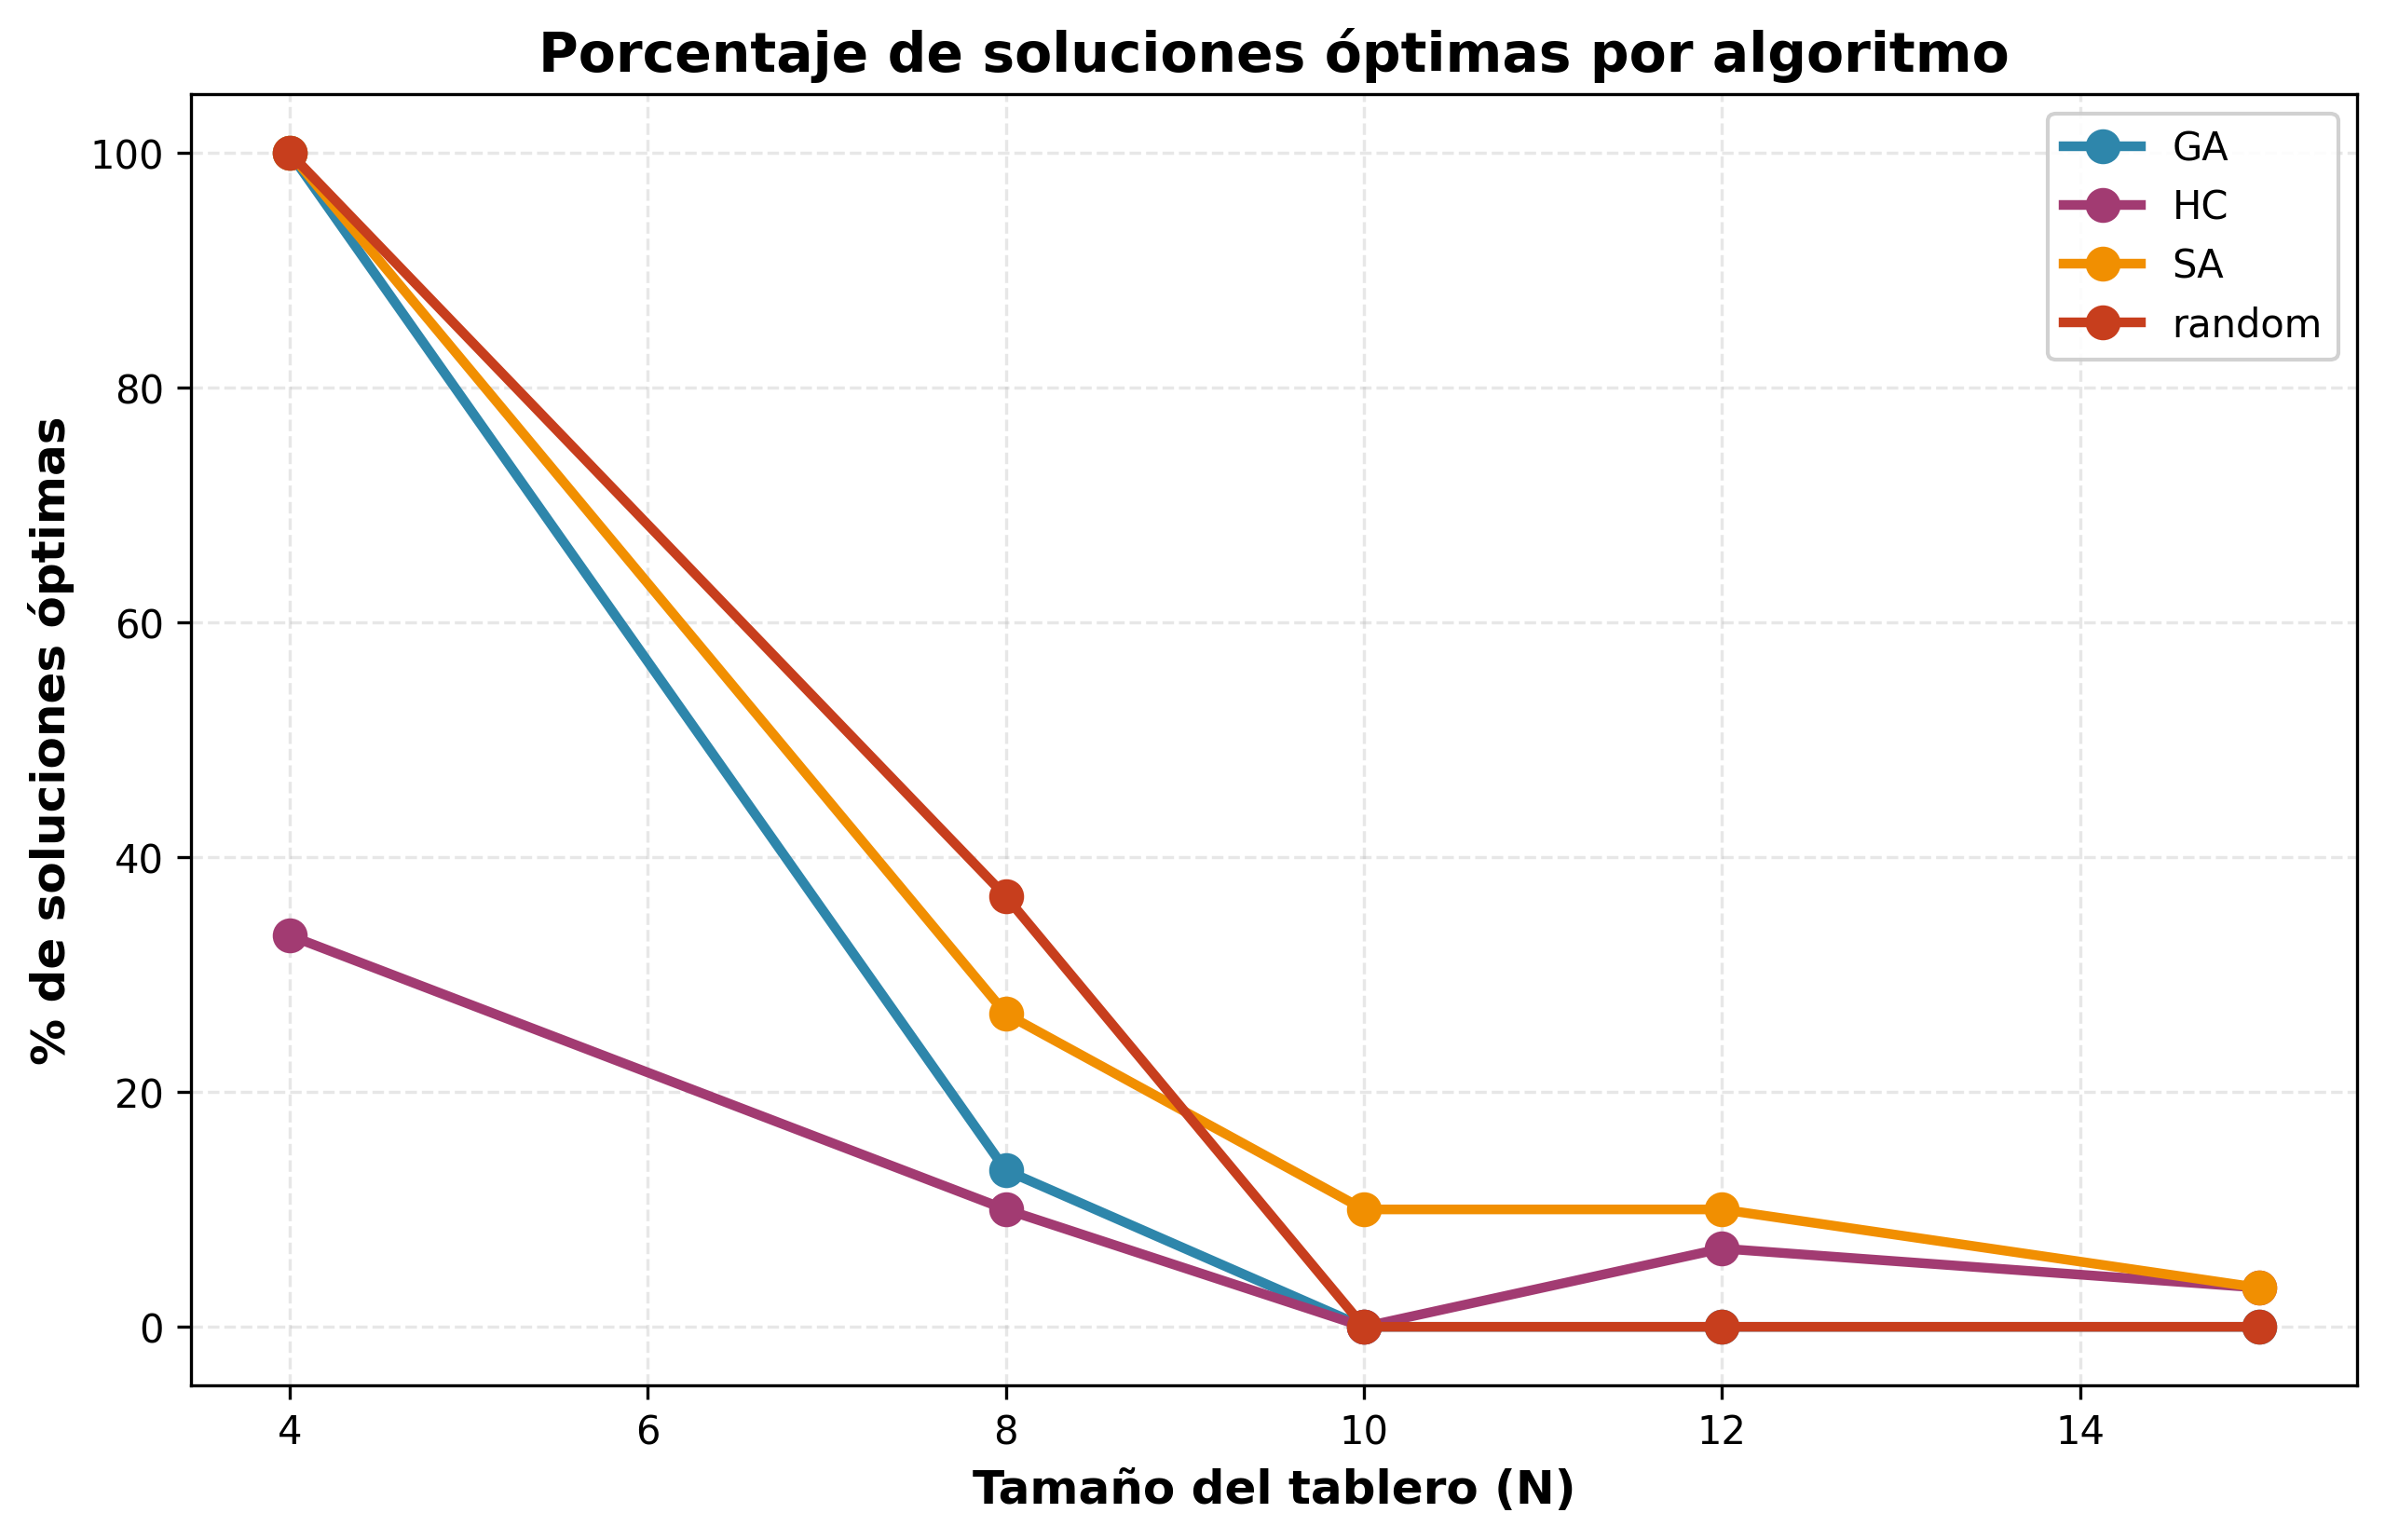 Porcentaje de soluciones óptimas por algoritmo
GA
HC
SA
random
% de soluciones óptimas
100
80
60
40
20
0
4 6 8 10 12 14
Tamaño del tablero (N)